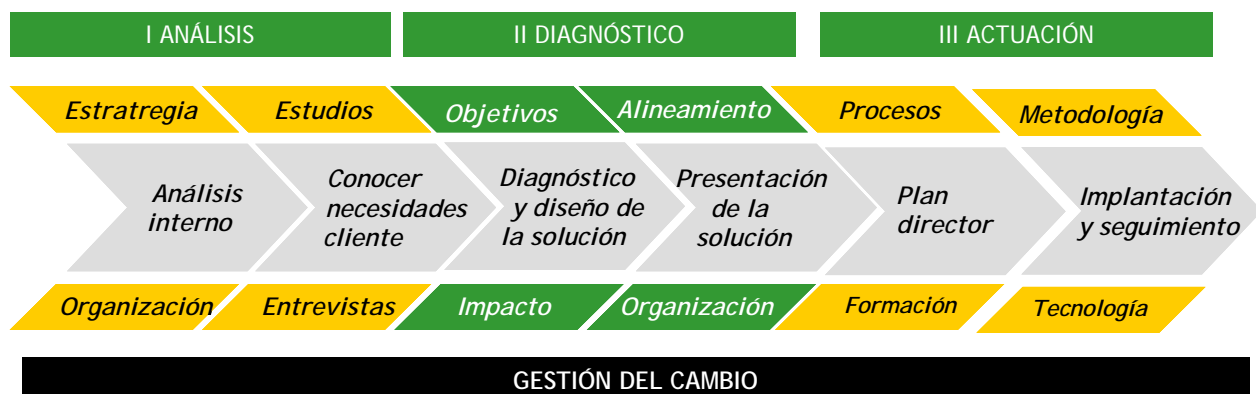 I ANÁLISIS
II DIAGNÓSTICO
III ACTUACIÓN
Estratregia
Estudios
Objetivos
Alineamiento
Procesos
Metodología
Análisis
interno
Conocer
necesidades
cliente
Diagnóstico
y diseño de
la solución
Presentación
de la
solución
Plan
director
Implantación
y seguimiento
Organización
Entrevistas
Impacto
Organización
Formación
Tecnología
GESTIÓN DEL CAMBIO